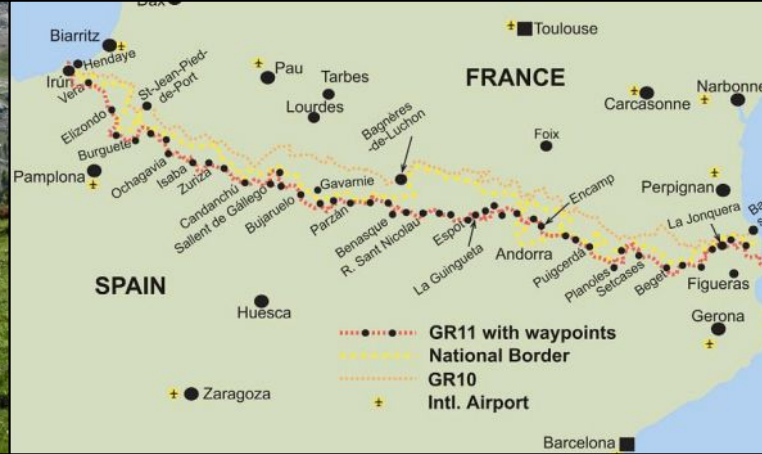 Dax
Biarritz
Toulouse
Hendaye
Irún
Vera
St-Jean-Pied-
de-Port
Pau
Tarbes
FRANCE
Narbonne
Carcasonne
Lourdes
Elizondo
Burguete
Bagnères
-de-Luchon
Foix
Pamplona
Ochagavia
Isaba
Zuriza
Candanchú
Sallent de Gállego
Gavarnie
Bujaruelo
Parzán
Benasque
R. Sant Nicolau
Espot
La Guingueta
Encamp
Andorra
Perpignan
La Jonquera
Puigcerdá
Planoles
Setcases
Beget
Figueras
SPAIN
Huesca
Gerona
GR11 with waypoints
National Border
GR10
Intl. Airport
Zaragoza
Barcelona